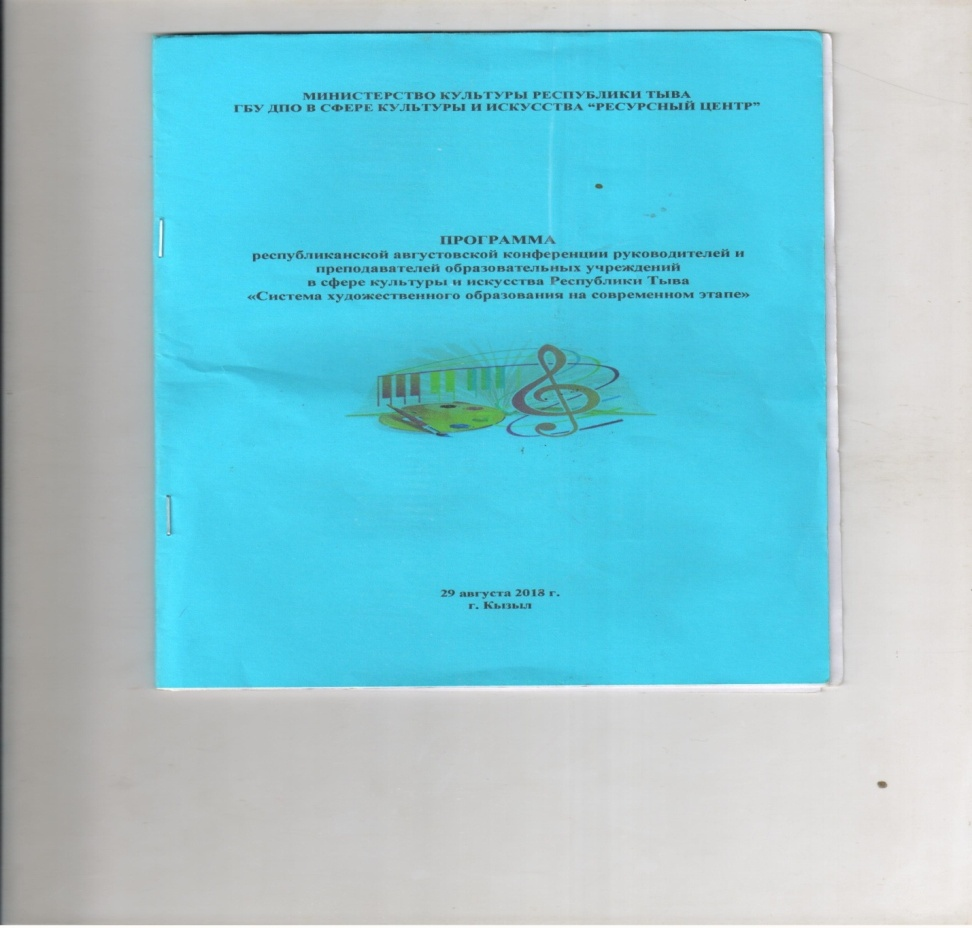 МИНИСТЕРСТВО КУЛЬТУРЫ РЕСПУБЛИКИ ТЫВА
ГБУ ДПО В СФЕРЕ КУЛЬТУРЫ И ИСКУССТВА “РЕСУРСНЫЙ ЦЕНТР”
ПРОГРАММА
республиканской августовской конференции руководителей и
преподавателей образовательных учреждений
в сфере культуры и искусства Республики Тыва
«Система художественного образования на современном этапе»
29 августа 2018 г.
г. Кызыл